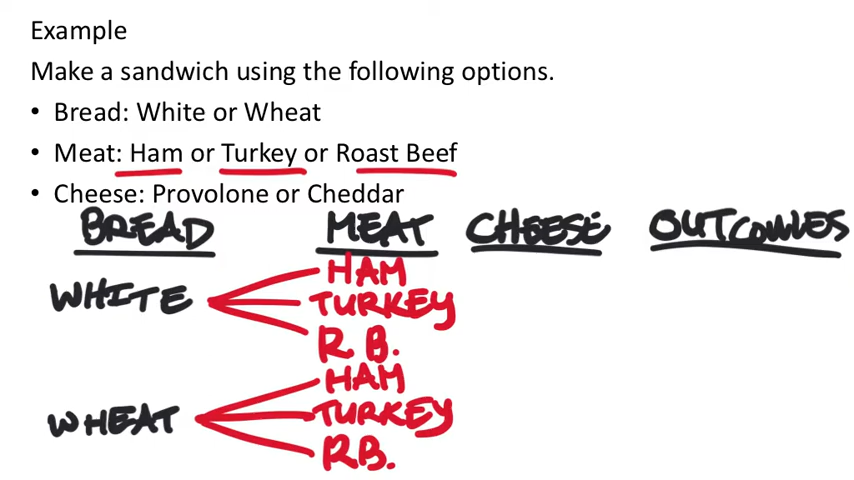 Example
Make a sandwich using the following options.
• Bread: White or Wheat
• Meat: Ham or Turkey or Roast Beef
• Cheese: Provolone or Cheddar
BREAD MEAT CHEESE OUTCOMES
HAM
WHITE TURKEY
R B.
HAM
WHEAT TURKEY
R.B.